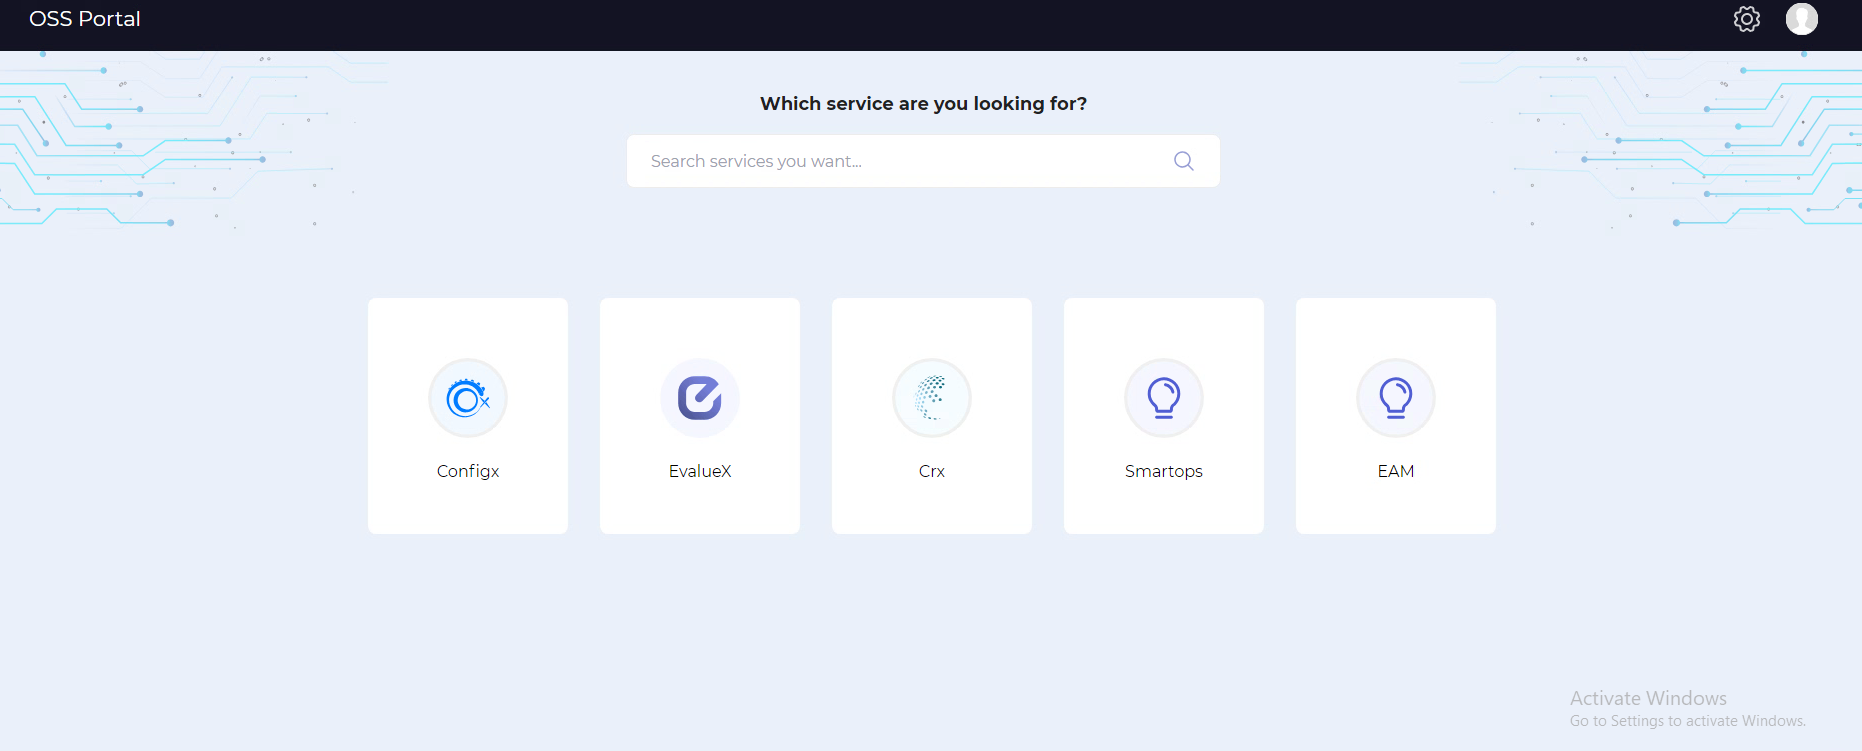 OSS Portal
Which service are you looking for?
Search services you want...
Configx
EvalueX
Crx
Smartops
EAM
Activate Windows
Go to Settings to activate Windows.